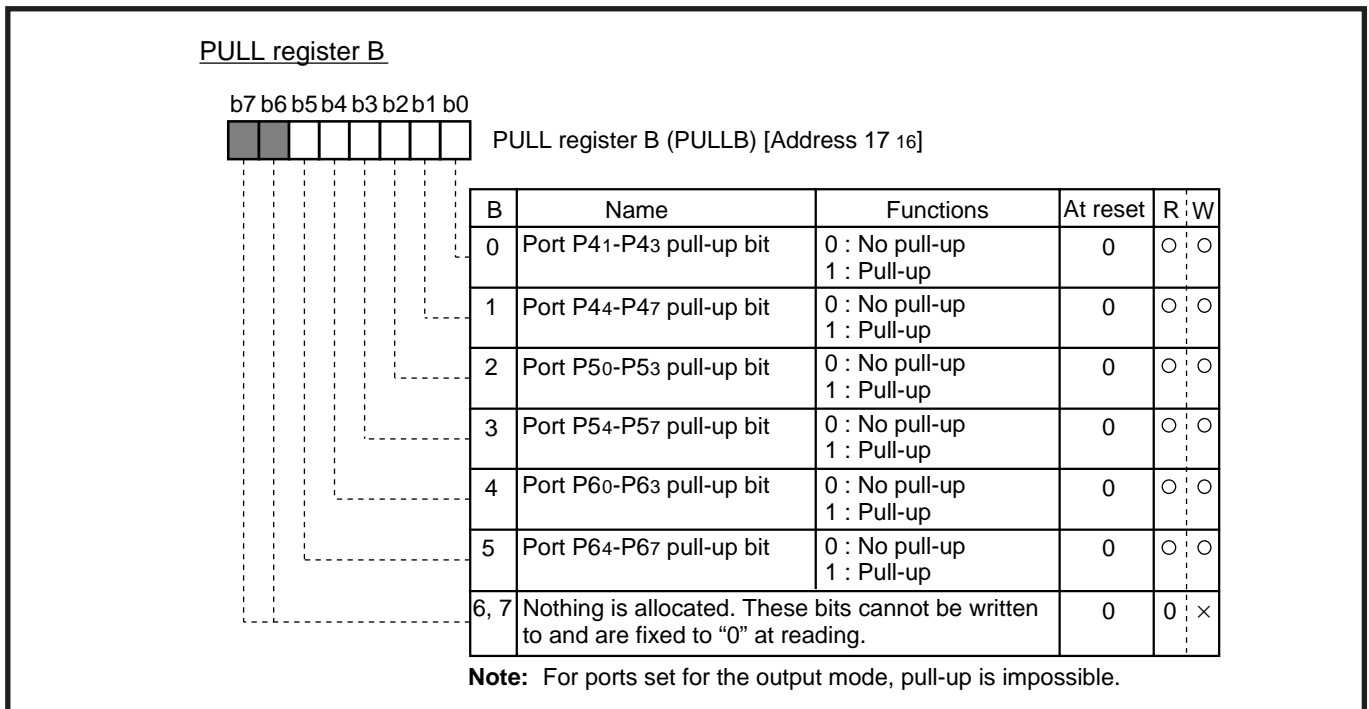 PULL register B
b7 b6 b5 b4 b3 b2 b1 b0
PULL register B (PULLB) [Address 17 16]
B Name Functions At reset R W
0 Port P41-P43 pull-up bit 0 : No pull-up 0 ○ ○
1 : Pull-up
1 Port P44-P47 pull-up bit 0 : No pull-up 0 ○ ○
1 : Pull-up
2 Port P50-P53 pull-up bit 0 : No pull-up 0 ○ ○
1 : Pull-up
3 Port P54-P57 pull-up bit 0 : No pull-up 0 ○ ○
1 : Pull-up
4 Port P60-P63 pull-up bit 0 : No pull-up 0 ○ ○
1 : Pull-up
5 Port P64-P67 pull-up bit 0 : No pull-up 0 ○ ○
1 : Pull-up
6, 7 Nothing is allocated. These bits cannot be written 0 0 ×
to and are fixed to “0” at reading.
Note: For ports set for the output mode, pull-up is impossible.